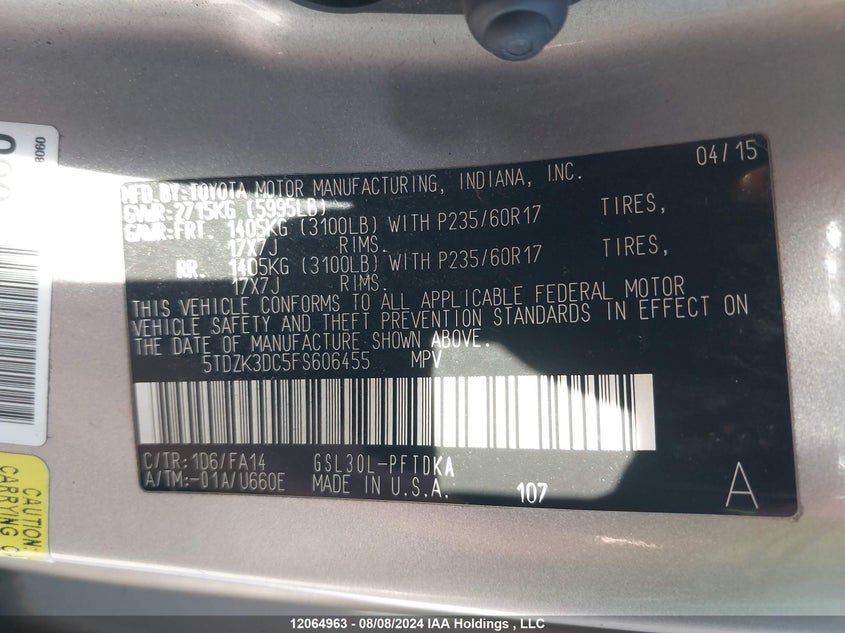 04/15
MFD.BY:TOYOTA MOTOR MANUFACTURING, INDIANA, INC.
GVWR:2715KG (5995LB)
GAWR:FRT. 1405KG (3100LB) WITH P235/60R17 TIRES,
17X7J RIMS.
RR. 1405KG (3100LB) WITH P235/60R17 TIRES,
17X7J RIMS.
THIS VEHICLE CONFORMS TO ALL APPLICABLE FEDERAL MOTOR
VEHICLE SAFETY AND THEFT PREVENTION STANDARDS IN EFFECT ON
THE DATE OF MANUFACTURE SHOWN ABOVE.
5TDZK3DC5FS606455 MPV
C/TR: 1D6/FA14 GSL30L-PFTDKA
A/TM:-01A/U660E MADE IN U.S.A. 107 A
CAUTION
CARRYING
12064963 - 08/08/2024 IAA Holdings , LLC